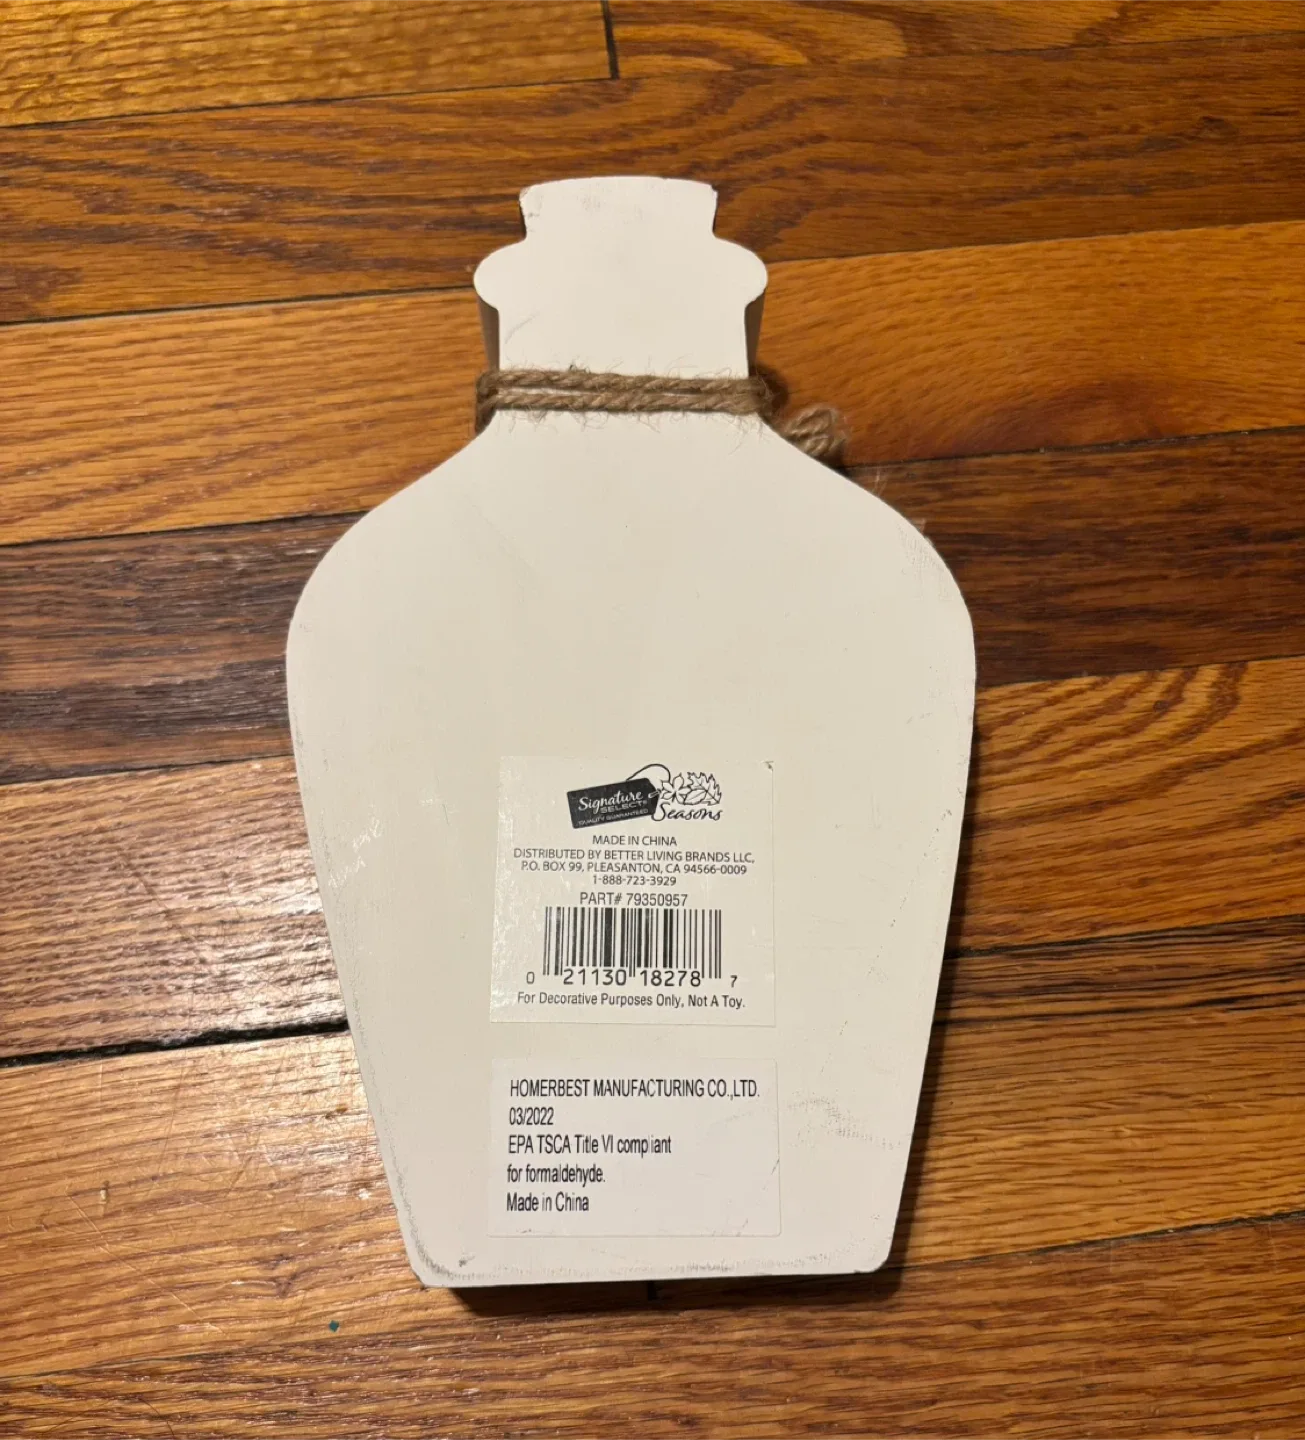 Signature
SELECT®
QUALITY GUARANTEED
Seasons
MADE IN CHINA
DISTRIBUTED BY BETTER LIVING BRANDS LLC,
P.O. BOX 99, PLEASANTON, CA 94566-0009
1-888-723-3929
PART# 79350957
0 21130 18278 7
For Decorative Purposes Only, Not A Toy.
HOMERBEST MANUFACTURING CO.,LTD.
03/2022
EPA TSCA Title VI compliant
for formaldehyde.
Made in China